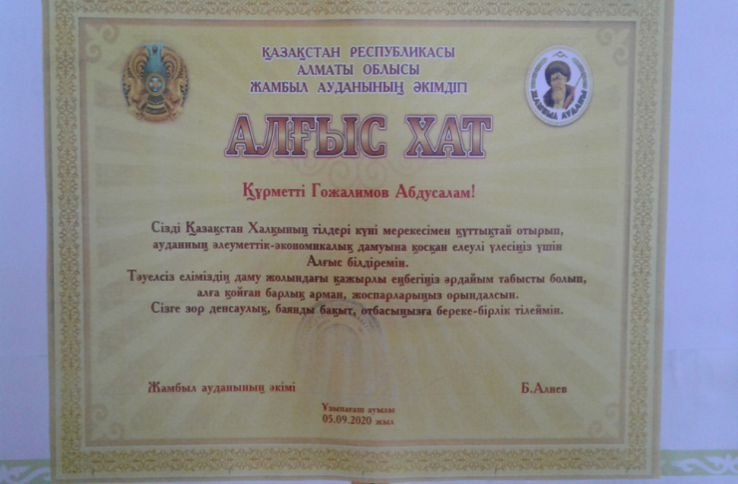 ҚАЗАҚСТАН РЕСПУБЛИКАСЫ
АЛМАТЫ ОБЛЫСЫ
ЖАМБЫЛ АУДАНЫНЫҢ ӘКІМДІГІ
ЖАМБЫЛ АУДАНЫ
АЛҒЫС ХАТ
Құрметті Гожалимов Абдусалам!
Сізді Қазақстан Халқының тілдері күні мерекесімен құттықтай отырып,
ауданның әлеуметтік-экономикалық дамуына қосқан елеулі үлесіңіз үшін
Алғыс білдіремін.
Тәуелсіз еліміздің даму жолындағы қажырлы еңбегіңіз әрдайым табысты болып,
алға қойған барлық арман, жоспарларыңыз орындалсын.
Сізге зор денсаулық, баянды бақыт, отбасыңызға береке-бірлік тілеймін.
Жамбыл ауданының әкімі
Б.Алиев
Ұзынағаш ауылы
05.09.2020 жыл